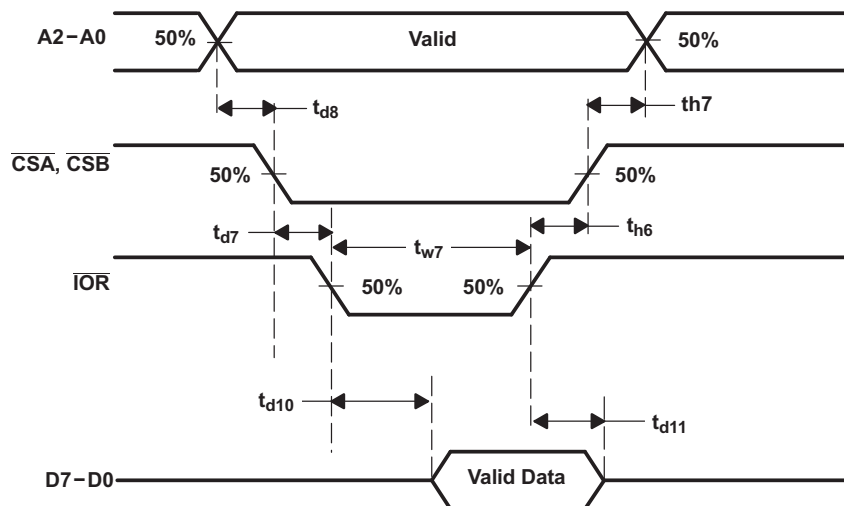 A2–A0
50%
Valid
50%
td8
th7
CSA, CSB
50%
50%
td7
tw7
th6
IOR
50%
50%
td10
td11
D7–D0
Valid Data